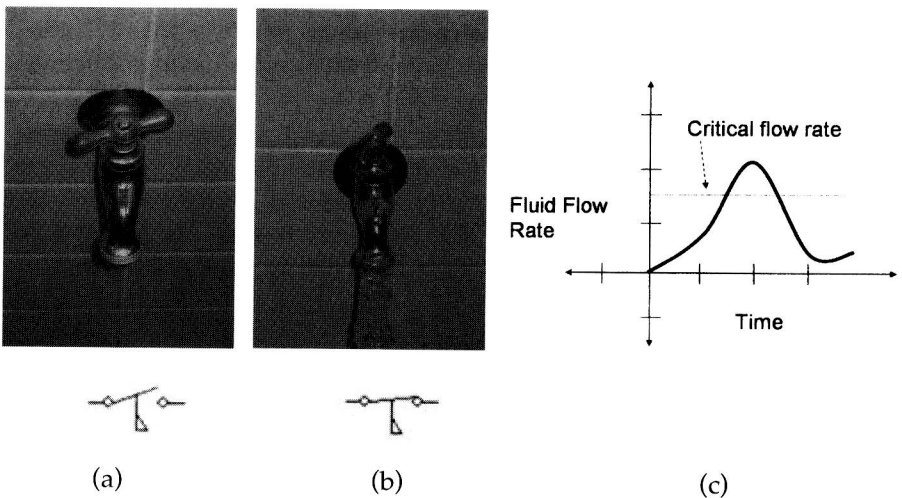 Critical flow rate
Fluid Flow
Rate
Time
(a)
(b)
(c)